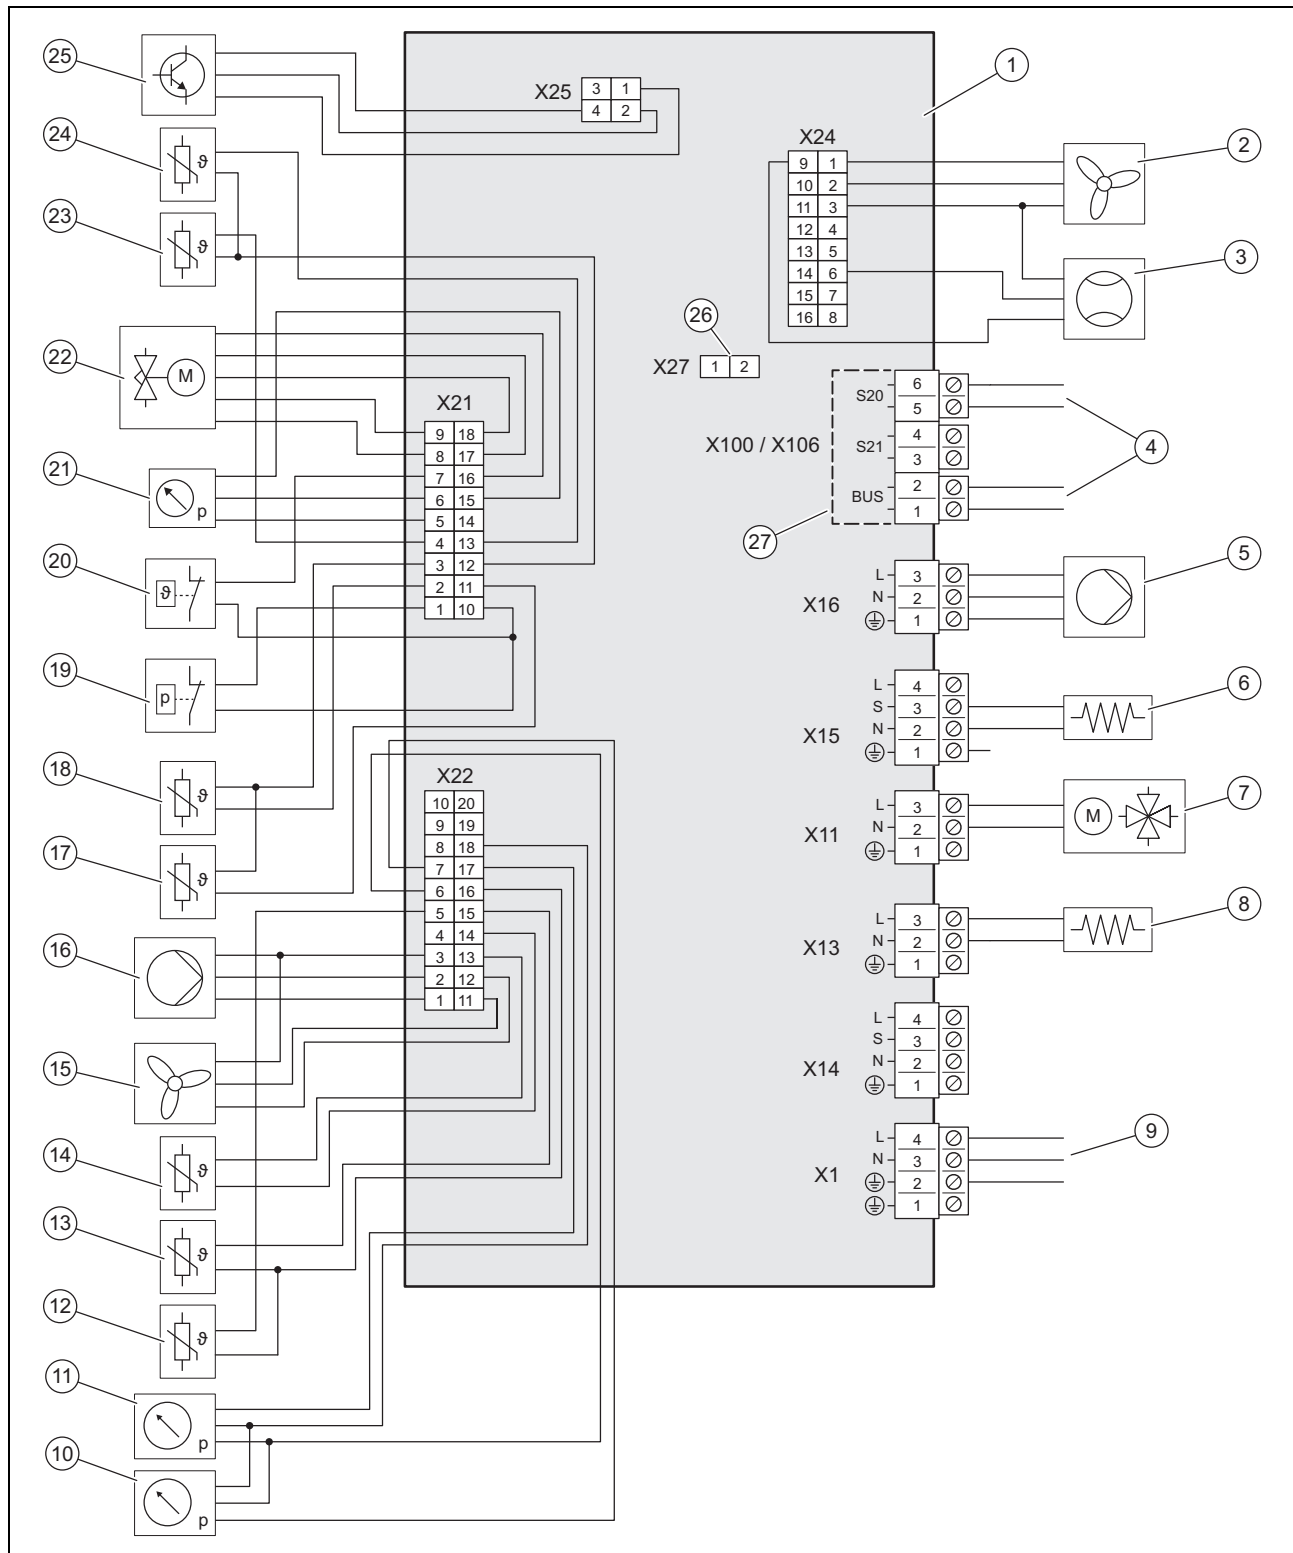 25
24
23
22
21
20
19
18
17
16
15
14
13
12
11
10
ϑ
ϑ
M
p
ϑ
p
ϑ
ϑ
ϑ
ϑ
ϑ
p
p
X25
3 1
4 2
X21
9 18
8 17
7 16
6 15
5 14
4 13
3 12
2 11
1 10
X22
10 20
9 19
8 18
7 17
6 16
5 15
4 14
3 13
2 12
1 11
1
X24
9 1
10 2
11 3
12 4
13 5
14 6
15 7
16 8
2
3
26
X27 1 2
X100 / X106
S20 6
5
S21 4
3
BUS 2
1
4
27
X16
L 3
N 2
1
5
X15
L 4
S 3
N 2
1
6
X11
L 3
N 2
1
M
7
X13
L 3
N 2
1
8
X14
L 4
S 3
N 2
1
X1
L 4
N 3
2
1
9